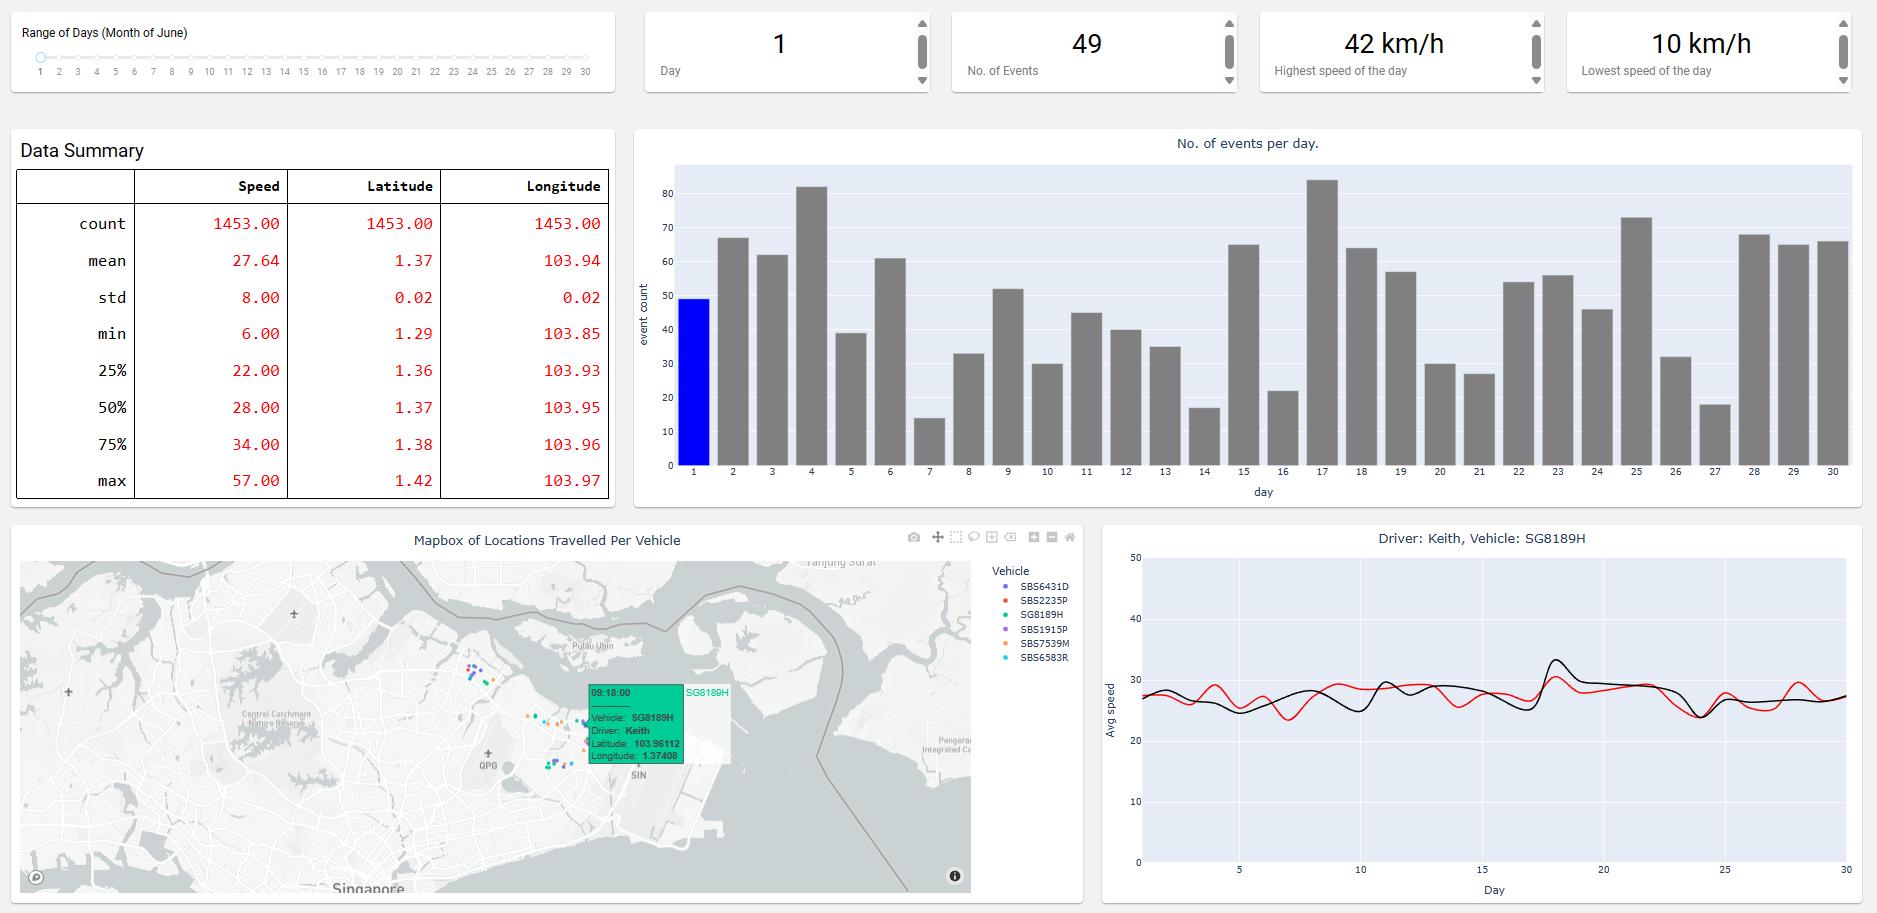 Range of Days (Month of June)
1 2 3 4 5 6 7 8 9 10 11 12 13 14 15 16 17 18 19 20 21 22 23 24 25 26 27 28 29 30
1
Day
49
No. of Events
42 km/h
Highest speed of the day
10 km/h
Lowest speed of the day
Data Summary
Speed Latitude Longitude
count 1453.00 1453.00 1453.00
mean 27.64 1.37 103.94
std 8.00 0.02 0.02
min 6.00 1.29 103.85
25% 22.00 1.36 103.93
50% 28.00 1.37 103.95
75% 34.00 1.38 103.96
max 57.00 1.42 103.97
No. of events per day.
event count
80
70
60
50
40
30
20
10
0
1 2 3 4 5 6 7 8 9 10 11 12 13 14 15 16 17 18 19 20 21 22 23 24 25 26 27 28 29 30
day
Mapbox of Locations Travelled Per Vehicle
Tanjung Surat
Pulau Ubin
Central Catchment
Nature Reserve
QPG
SIN
Singapore
Integrated
09:18:00
------------
Vehicle: SG8189H
Driver: Keith
Latitude: 103.96112
Longitude: 1.37408
SG8189H
Vehicle
SBS6431D
SBS2235P
SG8189H
SBS1915P
SBS7539M
SBS6583R
Driver: Keith, Vehicle: SG8189H
Avg speed
50
40
30
20
10
0
5 10 15 20 25 30
Day